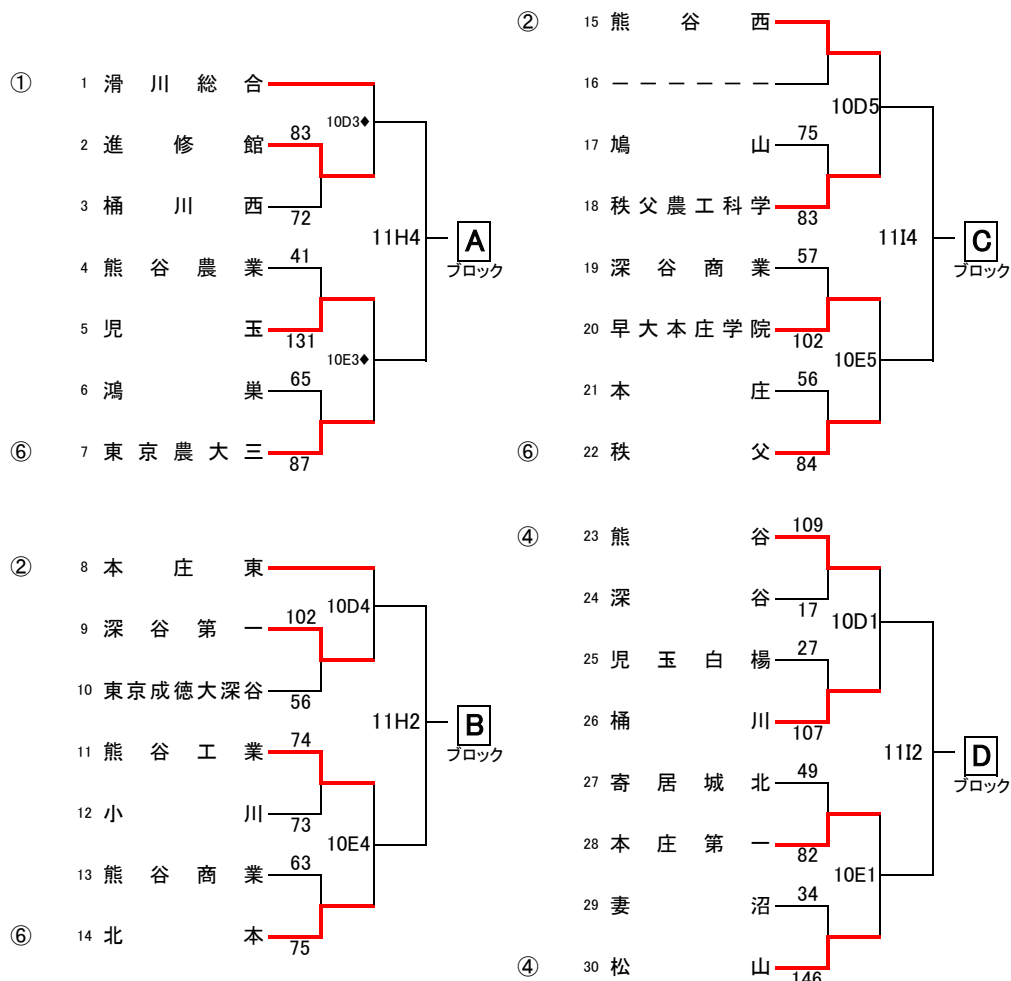 ① 1 滑川総合
10D3♦
2 進修館 83
3 桶川西 72
11H4
A
ブロック
4 熊谷農業 41
5 児玉 131
10E3♦
6 鴻巣 65
⑥ 7 東京農大三 87
② 8 本庄東
10D4
9 深谷第一 102
10 東京成徳大深谷 56
11H2
B
ブロック
11 熊谷工業 74
12 小川 73
10E4
13 熊谷商業 63
⑥ 14 北本 75
② 15 熊谷西
16 ーーーーーー
10D5
17 鳩山 75
18 秩父農工科学 83
11I4
C
ブロック
19 深谷商業 57
20 早大本庄学院 102
10E5
21 本庄 56
⑥ 22 秩父 84
④ 23 熊谷 109
24 深谷 17
10D1
25 児玉白楊 27
26 桶川 107
11I2
D
ブロック
27 寄居城北 49
28 本庄第一 82
10E1
29 妻沼 34
④ 30 松山 146